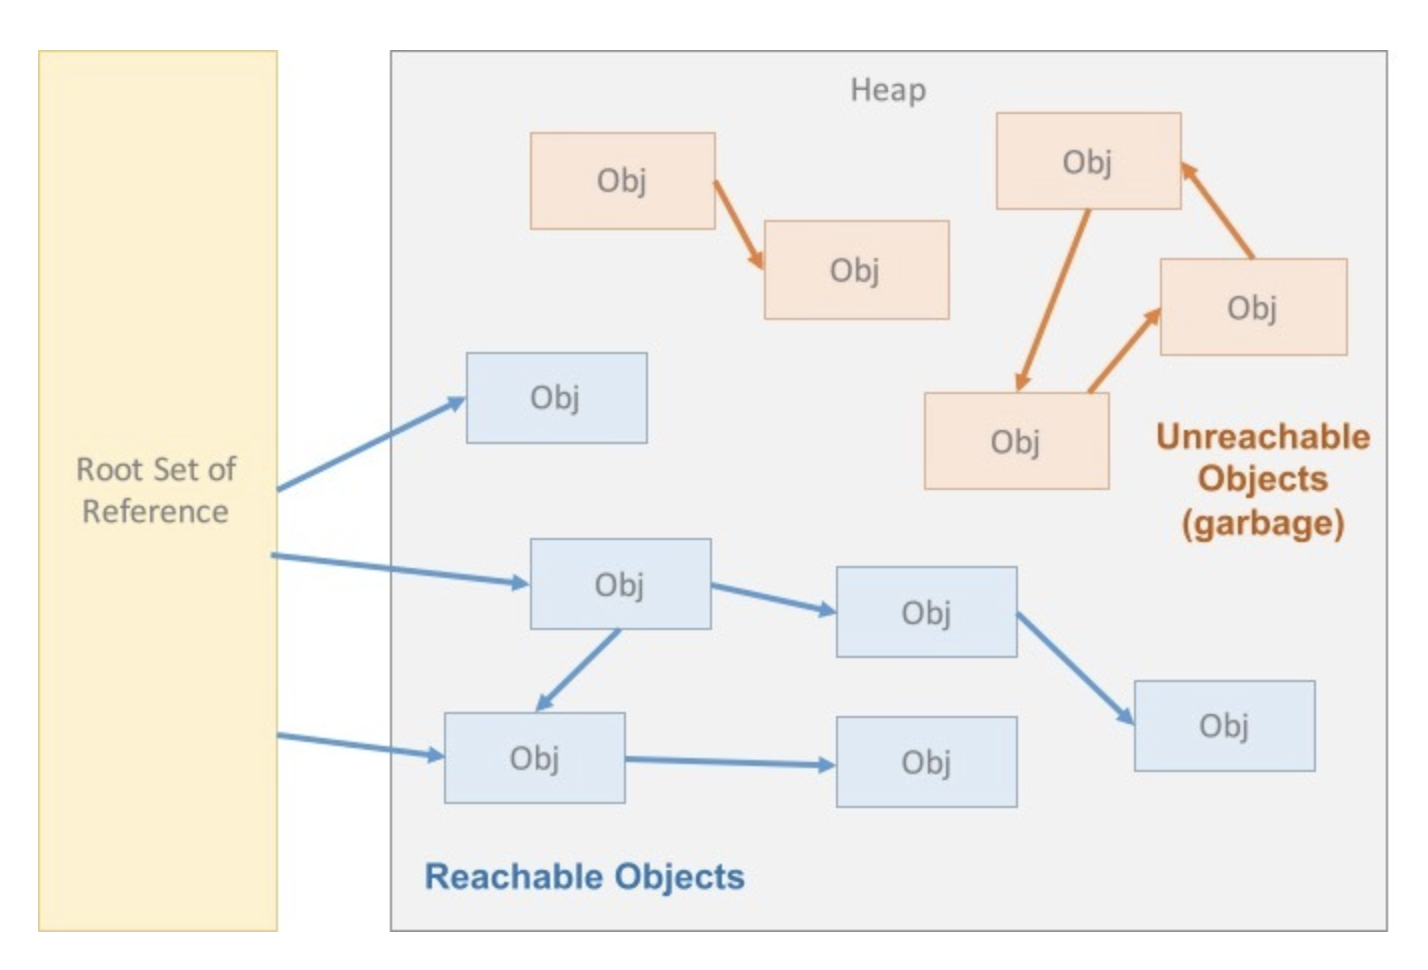 Heap
Obj
Obj
Obj
Obj
Obj
Obj
Root Set of
Reference
Unreachable
Objects
(garbage)
Obj
Obj
Obj
Obj
Obj
Reachable Objects